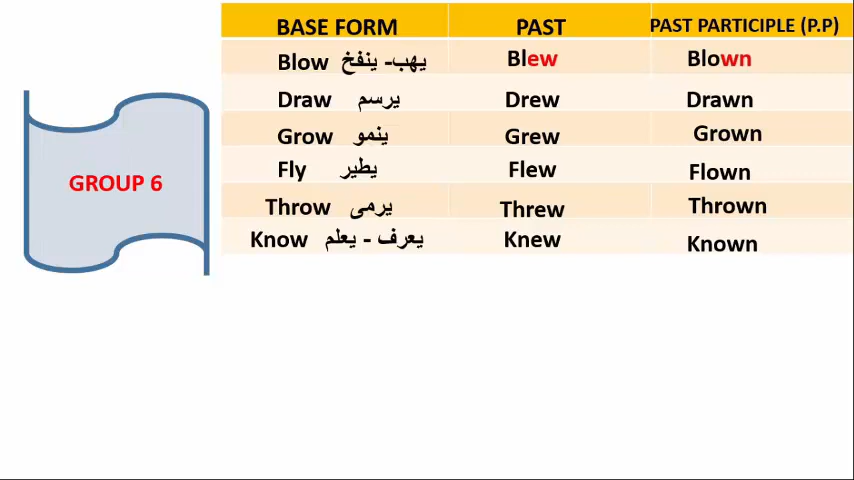 BASE FORM PAST PAST PARTICIPLE (P.P)
Blow يهب- ينفخ Blew Blown
Draw يرسم Drew Drawn
Grow ينمو Grew Grown
Fly يطير Flew Flown
Throw يرمى Threw Thrown
Know يعرف - يعلم Knew Known
GROUP 6